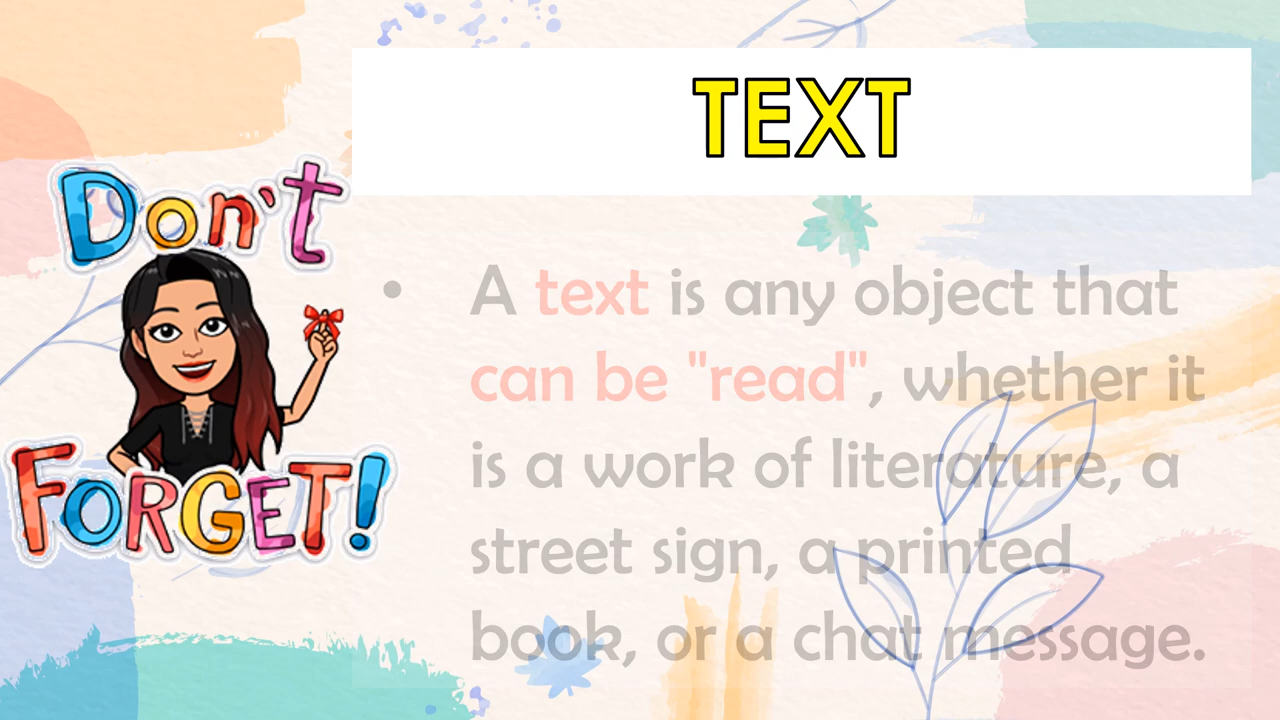 TEXT
Don't
FORGET!
• A text is any object that
can be "read", whether it
is a work of literature, a
street sign, a printed
book, or a chat message.